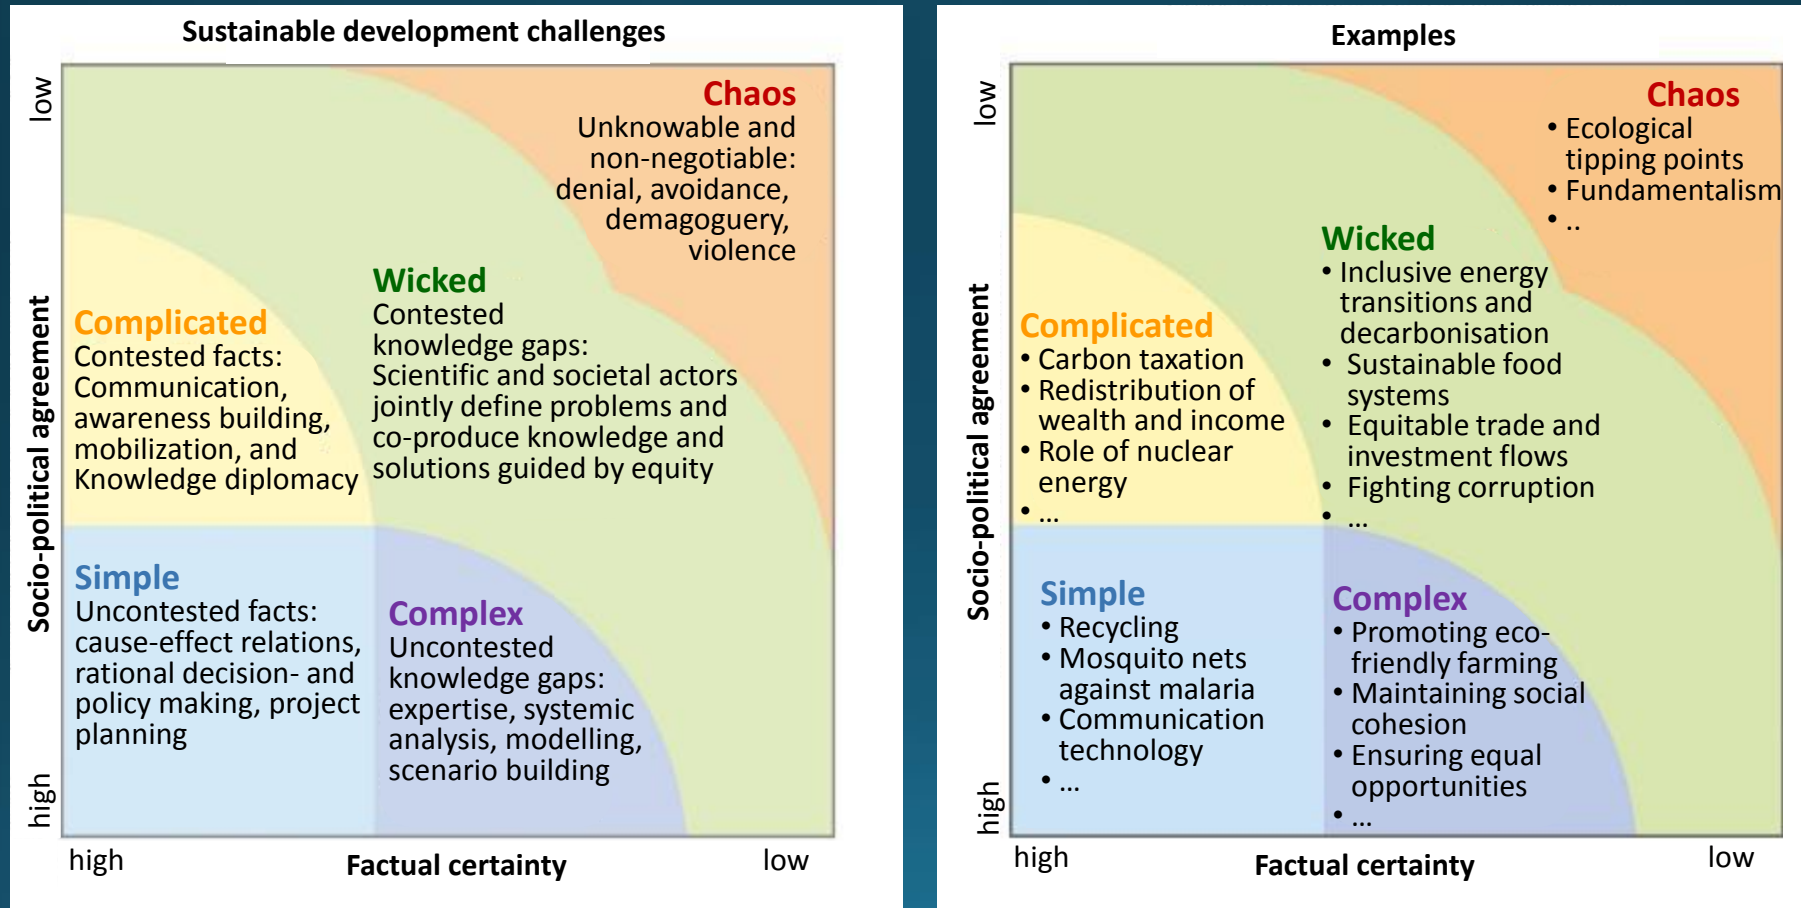 Sustainable development challenges
low
Chaos
Unknowable and
non-negotiable:
denial, avoidance,
demagoguery,
violence
Wicked
Contested
knowledge gaps:
Scientific and societal actors
jointly define problems and
co-produce knowledge and
solutions guided by equity
Complicated
Contested facts:
Communication,
awareness building,
mobilization, and
Knowledge diplomacy
Socio-political agreement
Simple
Uncontested facts:
cause-effect relations,
rational decision- and
policy making, project
planning
Complex
Uncontested
knowledge gaps:
expertise, systemic
analysis, modelling,
scenario building
high
high
Factual certainty
low
Examples
low
Chaos
• Ecological
tipping points
• Fundamentalism
• ..
Wicked
• Inclusive energy
transitions and
decarbonisation
• Sustainable food
systems
• Equitable trade and
investment flows
• Fighting corruption
• ...
Complicated
• Carbon taxation
• Redistribution of
wealth and income
• Role of nuclear
energy
• ...
Socio-political agreement
Simple
• Recycling
• Mosquito nets
against malaria
• Communication
technology
• ...
Complex
• Promoting eco-
friendly farming
• Maintaining social
cohesion
• Ensuring equal
opportunities
• ...
high
high
Factual certainty
low